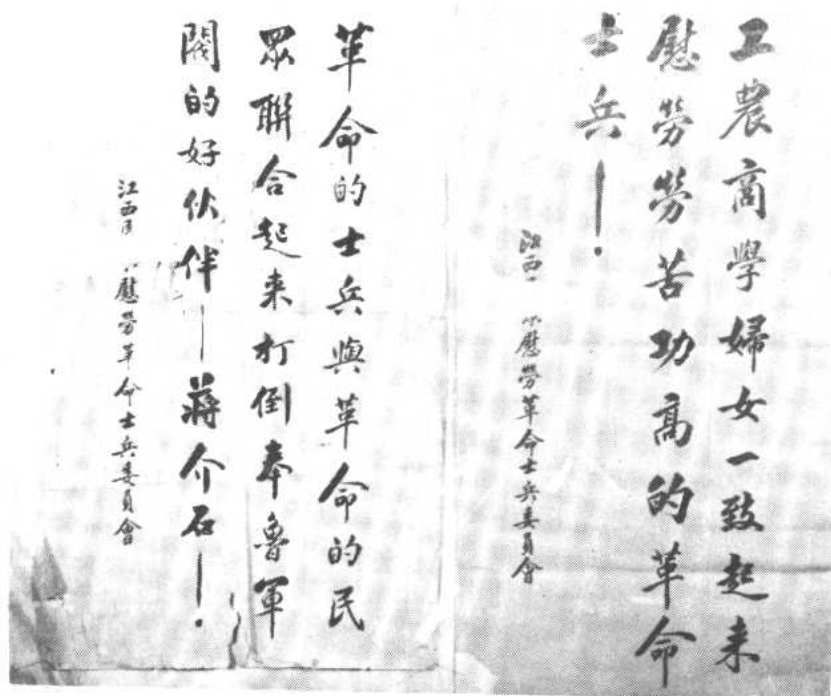 工農商學婦女一致起来
慰勞勞苦功高的革命
士兵！
江西 慰勞革命士兵委員會
革命的士兵與革命的民
眾聯合起来打倒奉魯軍
閥的好伙伴—蔣介石—！
江西 慰勞革命士兵委員會